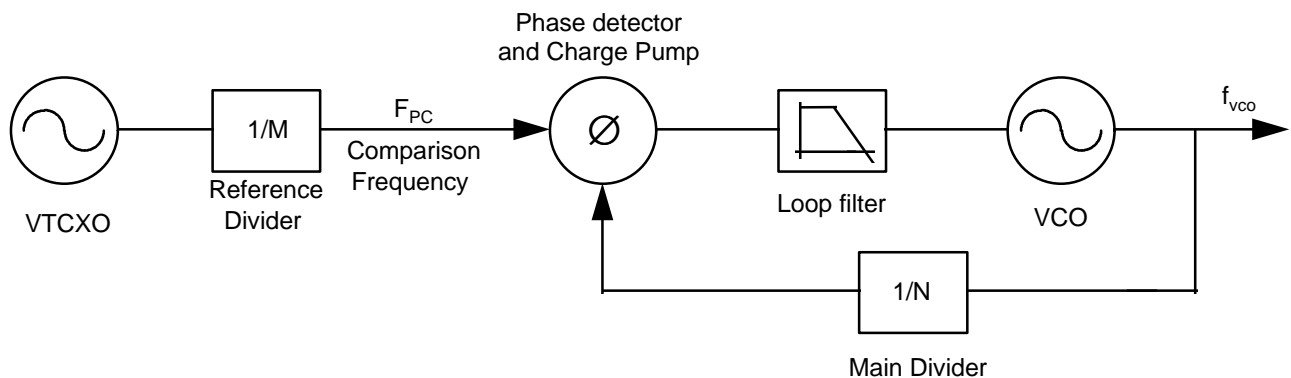 Phase detector
and Charge Pump
VTCXO
1/M
Reference
Divider
F_PC
Comparison
Frequency
Ø
Loop filter
VCO
f_vco
1/N
Main Divider